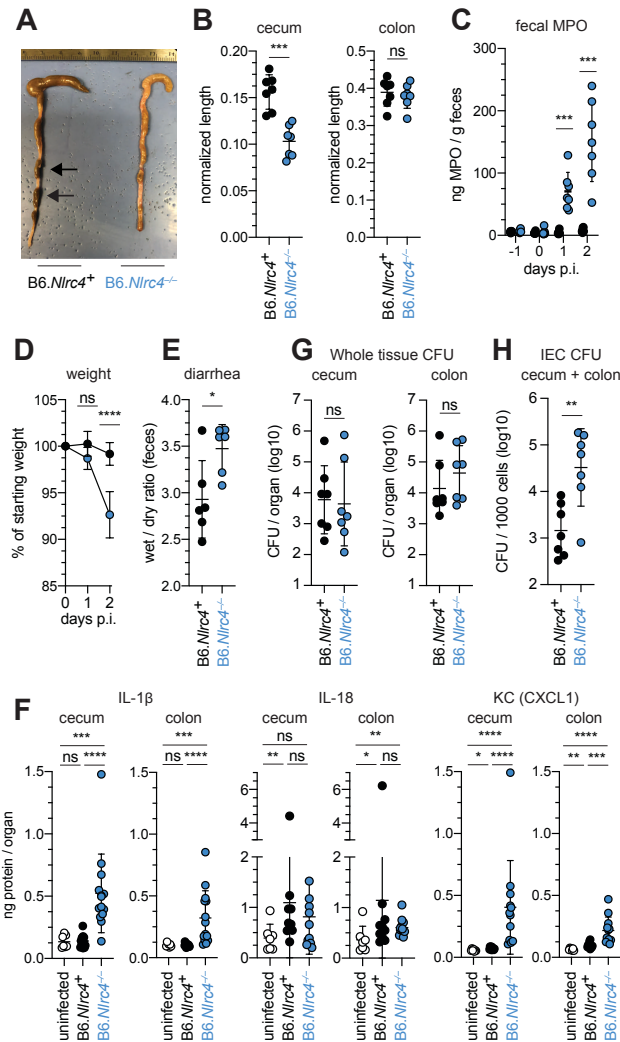 A
B6.Nlrc4+ B6.Nlrc4–/–
B
cecum
***
normalized length
0.20
0.15
0.10
0.05
0.00
B6.Nlrc4+
B6.Nlrc4–/–
colon
ns
normalized length
0.5
0.4
0.3
0.2
0.1
0.0
B6.Nlrc4+
B6.Nlrc4–/–
C
fecal MPO
ng MPO / g feces
300
200
100
0
***
***
-1 0 1 2
days p.i.
D
weight
ns
****
% of starting weight
105
100
95
90
85
0 1 2
days p.i.
E
diarrhea
*
wet / dry ratio (feces)
4.0
3.5
3.0
2.5
2.0
B6.Nlrc4+
B6.Nlrc4–/–
G
Whole tissue CFU
cecum
ns
CFU / organ (log10)
7
6
5
4
3
2
1
B6.Nlrc4+
B6.Nlrc4–/–
colon
ns
CFU / organ (log10)
7
6
5
4
3
2
1
B6.Nlrc4+
B6.Nlrc4–/–
H
IEC CFU
cecum + colon
**
CFU / 1000 cells (log10)
6
5
4
3
2
B6.Nlrc4+
B6.Nlrc4–/–
F
IL-1β
cecum
***
ns ****
ng protein / organ
1.5
1.0
0.5
0.0
uninfected
B6.Nlrc4+
B6.Nlrc4–/–
colon
***
ns ****
1.5
1.0
0.5
0.0
uninfected
B6.Nlrc4+
B6.Nlrc4–/–
IL-18
cecum
ns
** ns
6
4
2
1
0
uninfected
B6.Nlrc4+
B6.Nlrc4–/–
colon
**
* ns
6
4
2
1
0
uninfected
B6.Nlrc4+
B6.Nlrc4–/–
KC (CXCL1)
cecum
****
* ****
1.5
1.0
0.5
0.0
uninfected
B6.Nlrc4+
B6.Nlrc4–/–
colon
****
** ***
1.5
1.0
0.5
0.0
uninfected
B6.Nlrc4+
B6.Nlrc4–/–